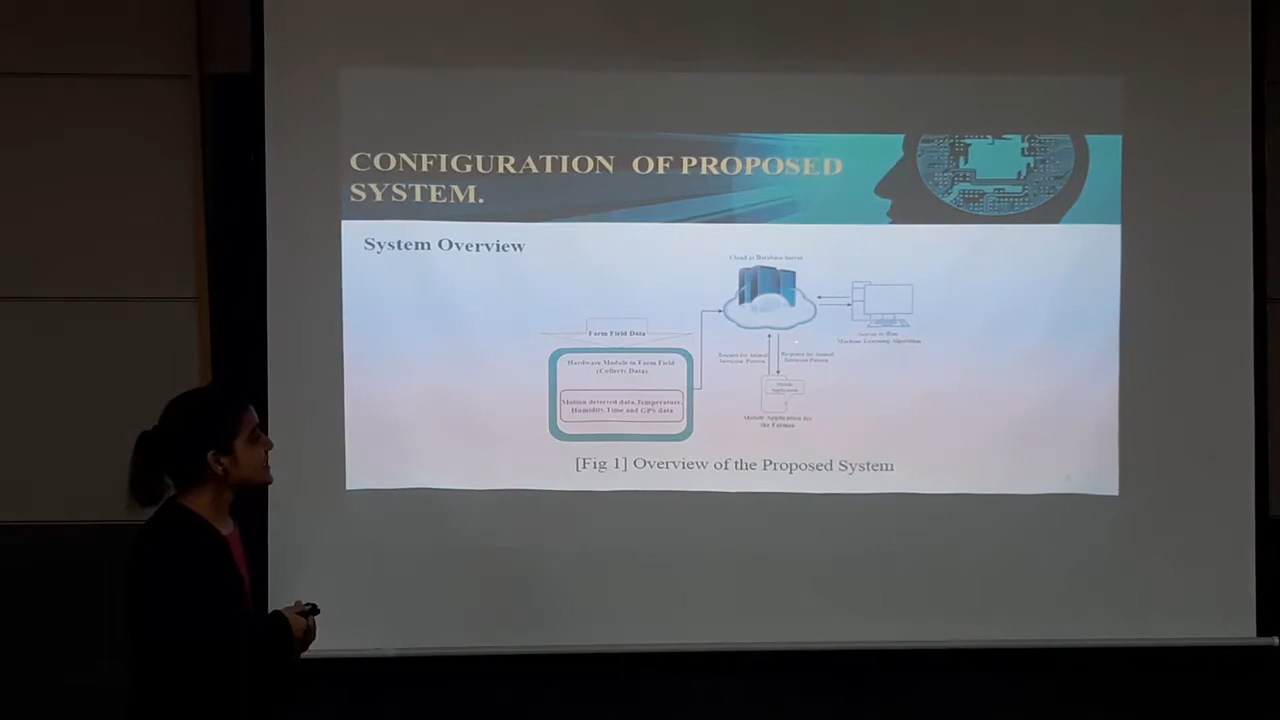 CONFIGURATION OF PROPOSED
SYSTEM.
System Overview
Cloud as Database Server
Farm Field Data
Server to Run
Machine Learning Algorithm
Hardware Module in Farm Field
(Collects Data)
Request for Animal
Intrusion Pattern
Response for Animal
Intrusion Pattern
Mobile
Application
Motion detected data,Temperature,
Humidity,Time and GPS data
Mobile Application for
the Farmer
[Fig 1] Overview of the Proposed System